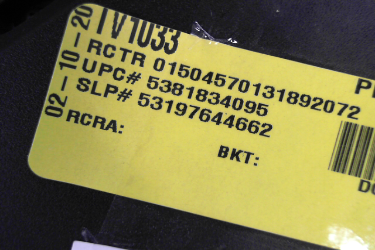 TV1033
RCTR 01504570131892072
UPC# 5381834095
SLP# 53197644662
RCRA:
BKT:
02-10-20